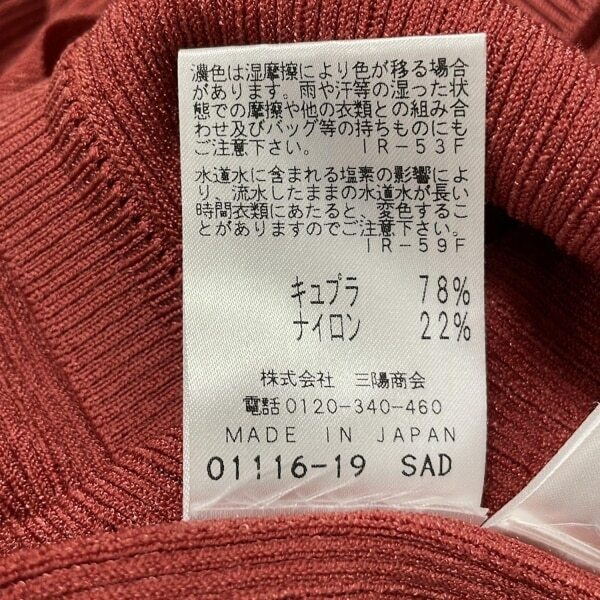 濃色は湿摩擦により色が移る場合
があります。雨や汗等の湿った状
態での摩擦や他の衣類との組み合
わせ及びバッグ等の持ちものにも
ご注意下さい。 IR-53F
水道水に含まれる塩素の影響によ
り、流水したままの水道水が長い
時間衣類にあたると、変色するこ
とがありますのでご注意下さい。
IR-59F
キュプラ 78%
ナイロン 22%
株式会社 三陽商会
電話0120-340-460
MADE IN JAPAN
01116-19 SAD